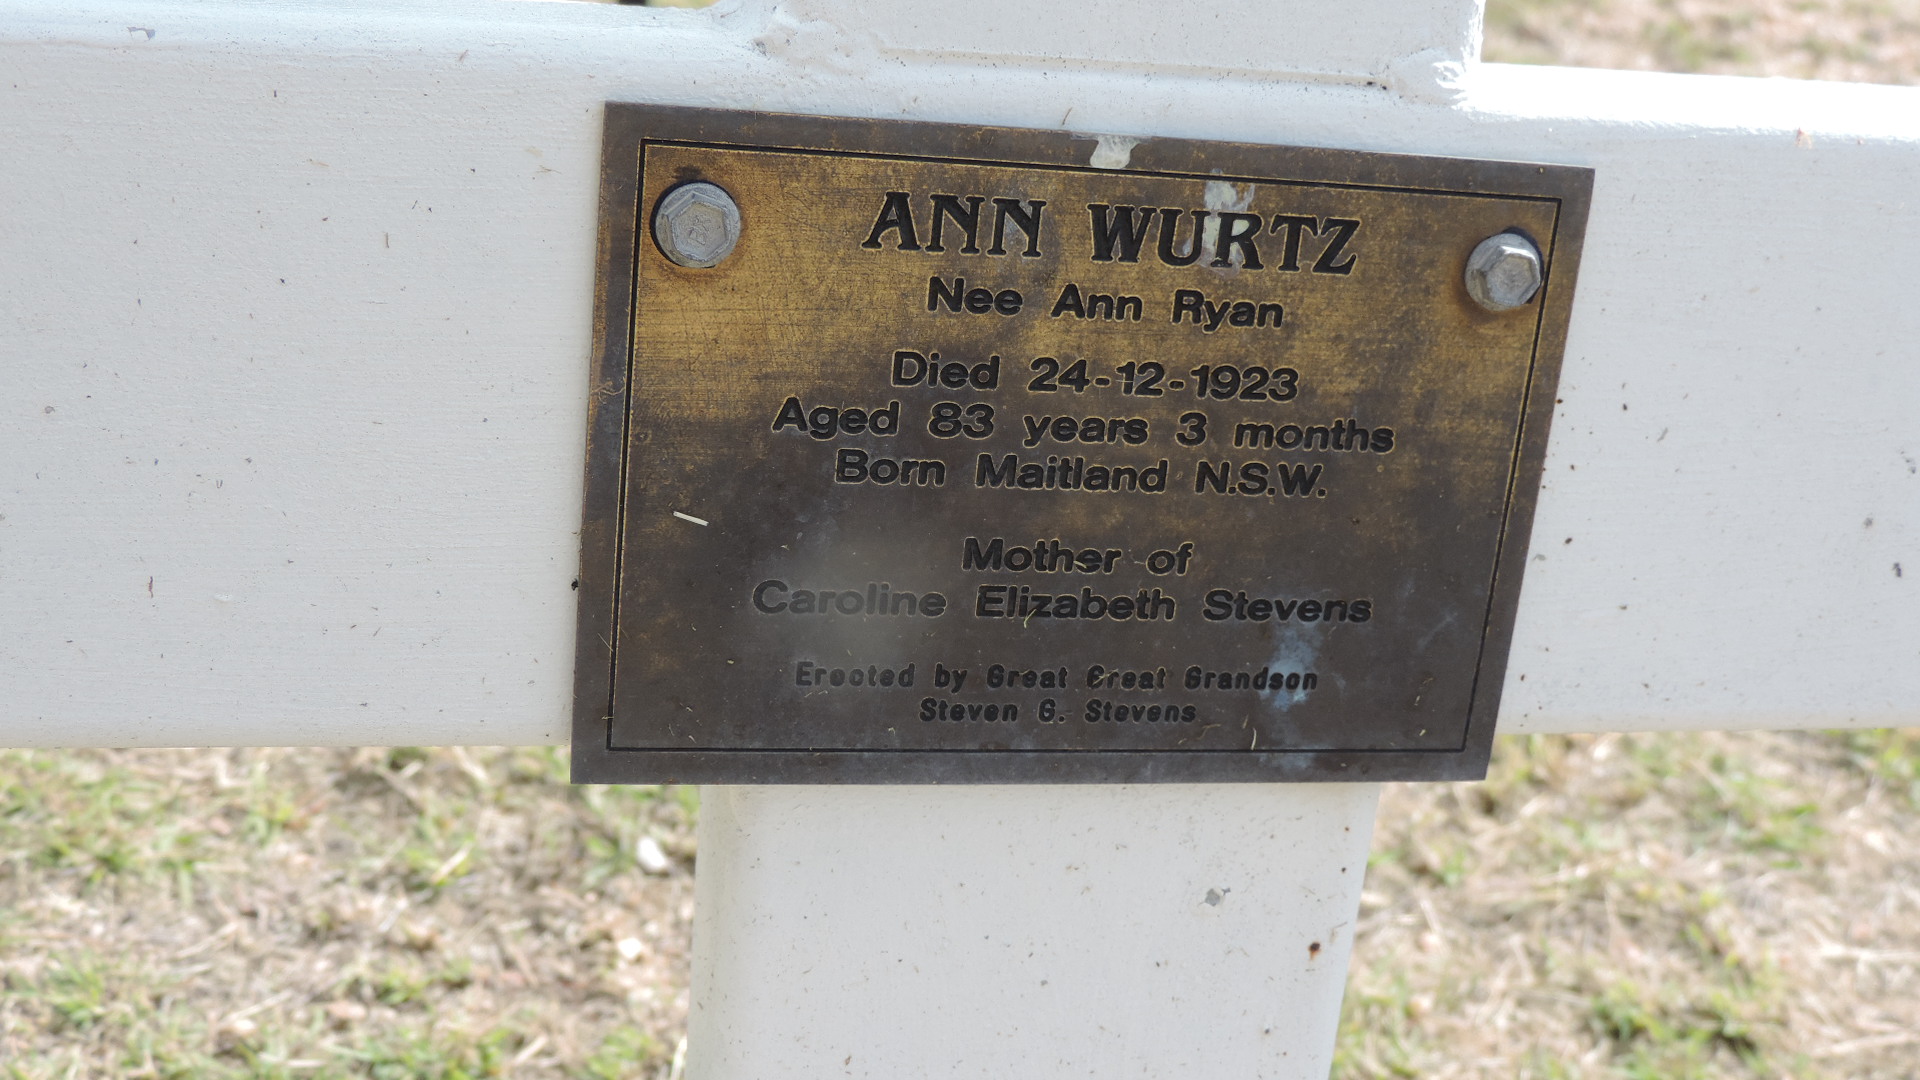 ANN WURTZ
Nee Ann Ryan
Died 24-12-1923
Aged 83 years 3 months
Born Maitland N.S.W.
Mother of
Caroline Elizabeth Stevens
Erected by Great Great Grandson
Steven G. Stevens